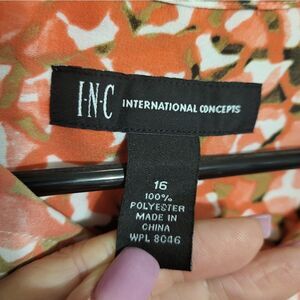 I·N·C INTERNATIONAL CONCEPTS
16
100%
POLYESTER
MADE IN
CHINA
WPL 8046